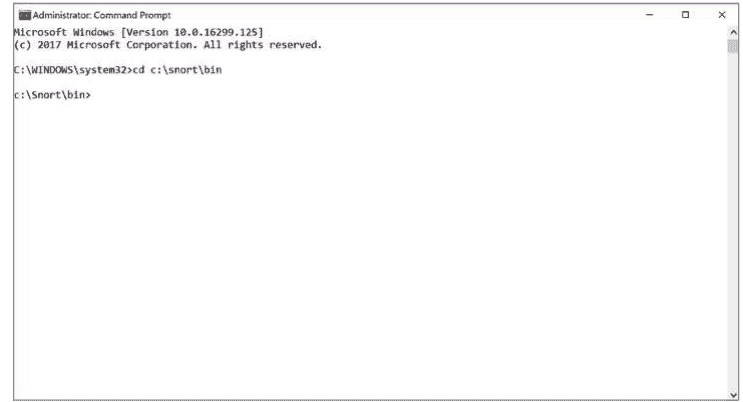 Administrator: Command Prompt
Microsoft Windows [Version 10.0.16299.125]
(c) 2017 Microsoft Corporation. All rights reserved.
C:\WINDOWS\system32>cd c:\snort\bin
c:\Snort\bin>